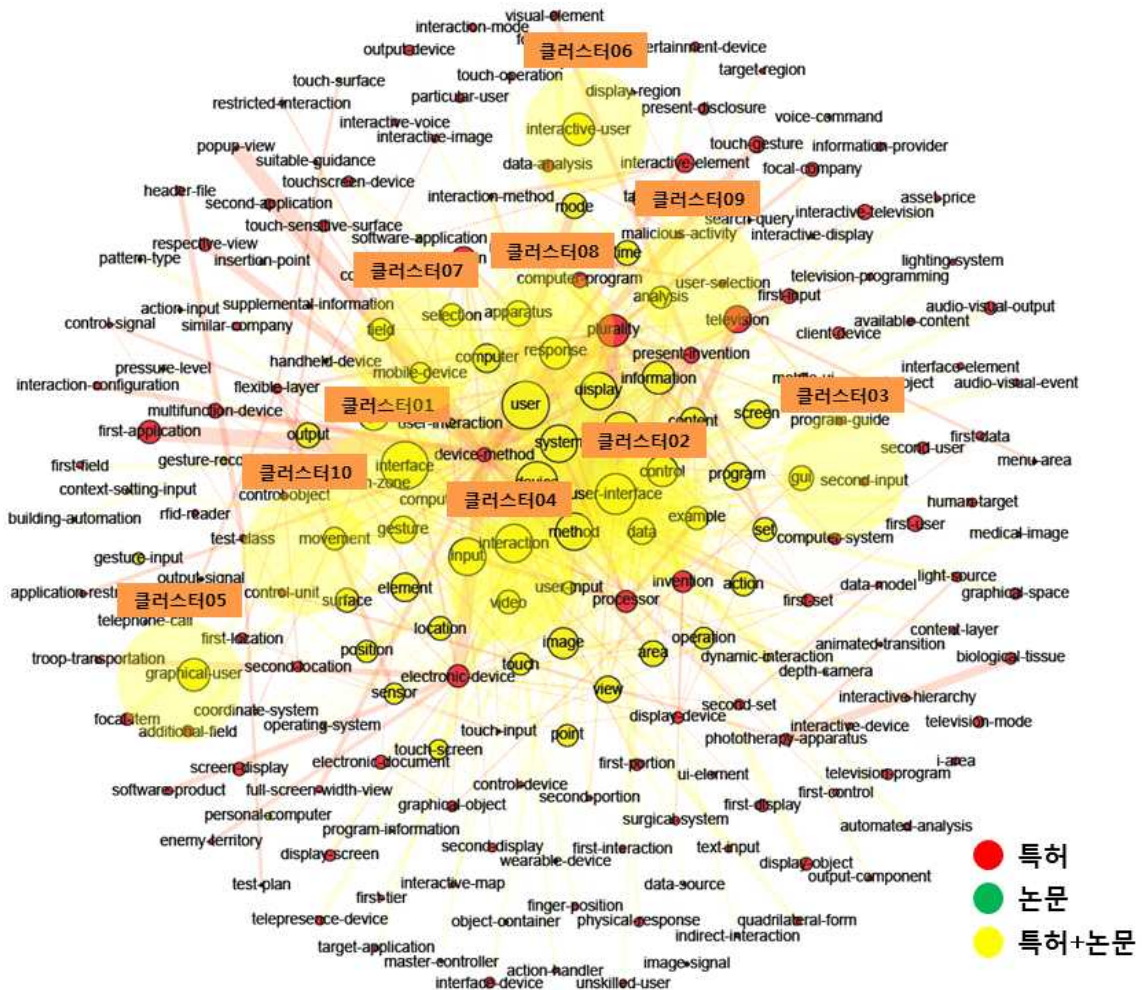 visual-element
interaction-mode
output-device
클러스터06
ertainment-device
touch-surface
touch-operation
target-region
restricted-interaction
particular-user
display-region
present-disclosure
voice-command
interactive-voice
interactive-image
interactive-user
touch-gesture
information-provider
popup-view
suitable-guidance
data-analysis
interactive-element
focal-company
header-file
touchscreen-device
interaction-method
클러스터09
asset-price
second-application
mode
search-query
interactive-television
touch-sensitive-surface
malicious-activity
interactive-display
respective-view
software-application
클러스터08
time
pattern-type
insertion-point
클러스터07
computer-program
user-selection
television-programming
lighting-system
action-input
supplemental-information
selection
apparatus
analysis
first-input
audio-visual-output
control-signal
similar-company
field
plurality
television
client-device
available-content
handheld-device
computer
response
present-invention
pressure-level
mobile-device
information
interface-element
interaction-configuration
flexible-layer
display
object
audio-visual-event
multifunction-device
클러스터01
user
content
screen
클러스터03
first-application
output
user-interaction
system
클러스터02
program-guide
first-data
gesture-reco
interface
device-method
control
program
gui
second-user
menu-area
first-field
클러스터10
device
second-input
context-setting-input
control-object
n-zone
클러스터04
user-interface
human-target
building-automation
rfid-reader
comput
example
first-user
test-class
movement
gesture
interaction
method
data
set
computer-system
medical-image
gesture-input
input
output-signal
user-input
invention
action
data-model
light-source
application-restr
클러스터05
control-unit
element
video
processor
first-set
graphical-space
telephone-call
surface
content-layer
first-location
location
operation
animated-transition
troop-transportation
graphical-user
second-location
position
touch
image
area
dynamic-interaction
biological-tissue
electronic-device
depth-camera
coordinate-system
sensor
view
second-set
interactive-hierarchy
focal-item
additional-field
operating-system
touch-input
display-device
interactive-device
television-mode
touch-screen
point
phototherapy-apparatus
screen-display
electronic-document
first-portion
i-area
software-product
full-screen-width-view
control-device
ui-element
television-program
second-portion
first-control
personal-computer
graphical-object
first-display
enemy-territory
program-information
surgical-system
automated-analysis
display-screen
second-display
first-interaction
text-input
wearable-device
display-object
특허
test-plan
interactive-map
data-source
output-component
first-tier
finger-position
논문
telepresence-device
object-container
physical-response
quadrilateral-form
indirect-interaction
특허+논문
target-application
master-controller
action-handler
image-signal
interface-device
unskilled-user